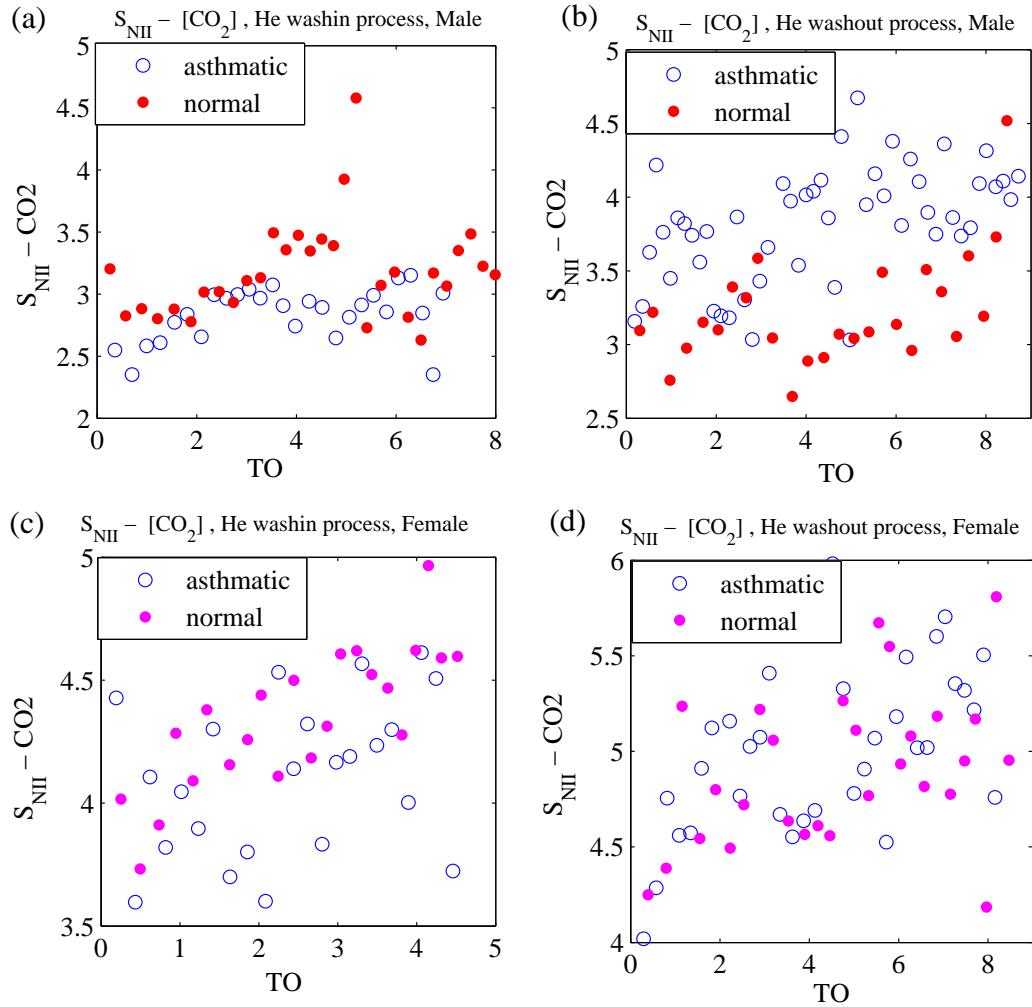 (a)
S_NII – [CO_2] , He washin process, Male
asthmatic
normal
5
4.5
4
3.5
3
2.5
2
0 2 4 6 8
S_NII – CO2
TO
(b)
S_NII – [CO_2] , He washout process, Male
asthmatic
normal
5
4.5
4
3.5
3
2.5
0 2 4 6 8
S_NII – CO2
TO
(c)
S_NII – [CO_2] , He washin process, Female
asthmatic
normal
5
4.5
4
3.5
0 1 2 3 4 5
S_NII – CO2
TO
(d)
S_NII – [CO_2] , He washout process, Female
asthmatic
normal
6
5.5
5
4.5
4
0 2 4 6 8
S_NII – CO2
TO